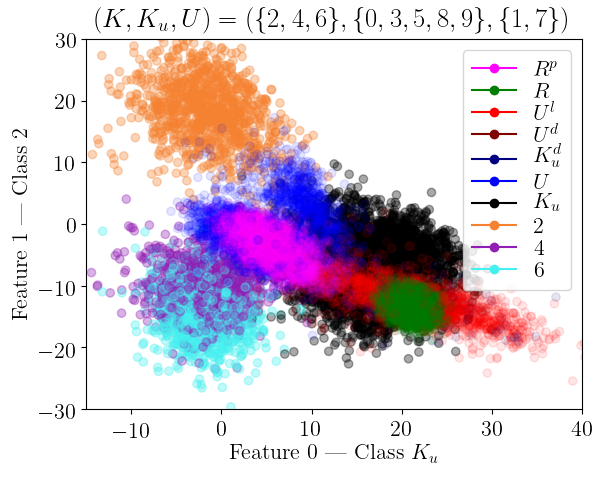 (K, K_u, U) = ({2, 4, 6}, {0, 3, 5, 8, 9}, {1, 7})
30
20
10
0
−10
−20
−30
Feature 1 — Class 2
−10
0
10
20
30
40
Feature 0 — Class K_u
R^p
R
U^l
U^d
K_u^d
U
K_u
2
4
6